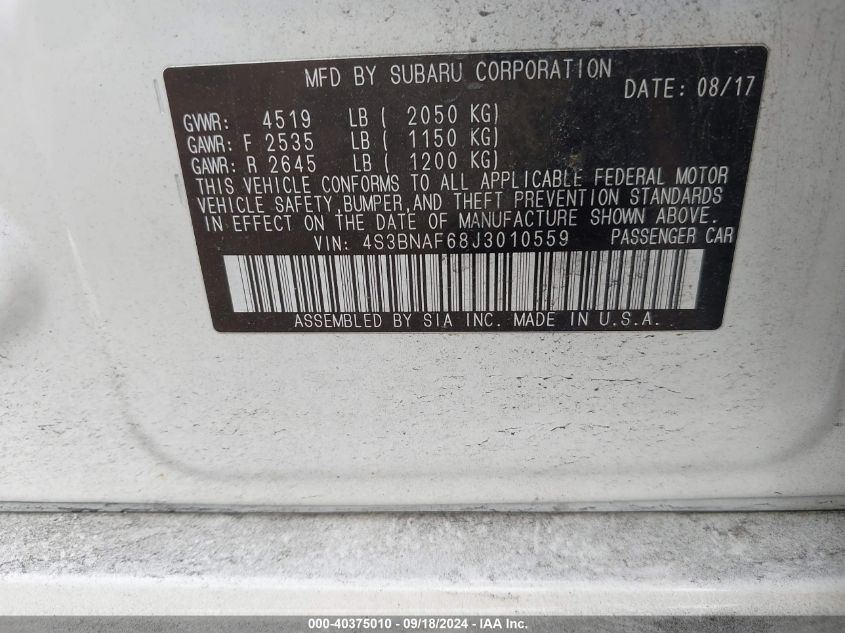 MFD BY SUBARU CORPORATION
DATE: 08/17
GVWR: 4519 LB ( 2050 KG)
GAWR: F 2535 LB ( 1150 KG)
GAWR: R 2645 LB ( 1200 KG)
THIS VEHICLE CONFORMS TO ALL APPLICABLE FEDERAL MOTOR
VEHICLE SAFETY,BUMPER,AND THEFT PREVENTION STANDARDS
IN EFFECT ON THE DATE OF MANUFACTURE SHOWN ABOVE.
VIN: 4S3BNAF68J3010559 PASSENGER CAR
ASSEMBLED BY SIA INC. MADE IN U.S.A.
000-40375010 - 09/18/2024 - IAA Inc.